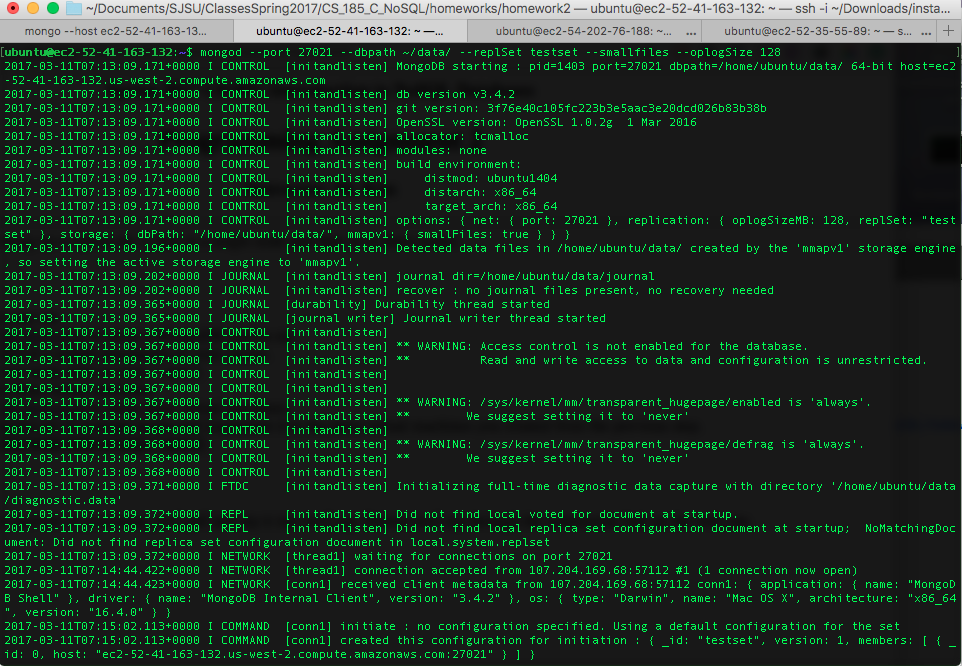 ~/Documents/SJSU/ClassesSpring2017/CS_185_C_NoSQL/homeworks/homework2 — ubuntu@ec2-52-41-163-132: ~ — ssh -i ~/Downloads/insta...
mongo --host ec2-52-41-163-13... ubuntu@ec2-52-41-163-132: ~ —... ubuntu@ec2-54-202-76-188: ~... ... ubuntu@ec2-52-35-55-89: ~ — s... ... +
[ubuntu@ec2-52-41-163-132:~$ mongod --port 27021 --dbpath ~/data/ --replSet testset --smallfiles --oplogSize 128
2017-03-11T07:13:09.171+0000 I CONTROL  [initandlisten] MongoDB starting : pid=1403 port=27021 dbpath=/home/ubuntu/data/ 64-bit host=ec2
-52-41-163-132.us-west-2.compute.amazonaws.com
2017-03-11T07:13:09.171+0000 I CONTROL  [initandlisten] db version v3.4.2
2017-03-11T07:13:09.171+0000 I CONTROL  [initandlisten] git version: 3f76e40c105fc223b3e5aac3e20dcd026b83b38b
2017-03-11T07:13:09.171+0000 I CONTROL  [initandlisten] OpenSSL version: OpenSSL 1.0.2g  1 Mar 2016
2017-03-11T07:13:09.171+0000 I CONTROL  [initandlisten] allocator: tcmalloc
2017-03-11T07:13:09.171+0000 I CONTROL  [initandlisten] modules: none
2017-03-11T07:13:09.171+0000 I CONTROL  [initandlisten] build environment:
2017-03-11T07:13:09.171+0000 I CONTROL  [initandlisten]     distmod: ubuntu1404
2017-03-11T07:13:09.171+0000 I CONTROL  [initandlisten]     distarch: x86_64
2017-03-11T07:13:09.171+0000 I CONTROL  [initandlisten]     target_arch: x86_64
2017-03-11T07:13:09.171+0000 I CONTROL  [initandlisten] options: { net: { port: 27021 }, replication: { oplogSizeMB: 128, replSet: "test
set" }, storage: { dbPath: "/home/ubuntu/data/", mmapv1: { smallFiles: true } } }
2017-03-11T07:13:09.196+0000 I -        [initandlisten] Detected data files in /home/ubuntu/data/ created by the 'mmapv1' storage engine
, so setting the active storage engine to 'mmapv1'.
2017-03-11T07:13:09.202+0000 I JOURNAL  [initandlisten] journal dir=/home/ubuntu/data/journal
2017-03-11T07:13:09.202+0000 I JOURNAL  [initandlisten] recover : no journal files present, no recovery needed
2017-03-11T07:13:09.365+0000 I JOURNAL  [durability] Durability thread started
2017-03-11T07:13:09.365+0000 I JOURNAL  [journal writer] Journal writer thread started
2017-03-11T07:13:09.367+0000 I CONTROL  [initandlisten]
2017-03-11T07:13:09.367+0000 I CONTROL  [initandlisten] ** WARNING: Access control is not enabled for the database.
2017-03-11T07:13:09.367+0000 I CONTROL  [initandlisten] **          Read and write access to data and configuration is unrestricted.
2017-03-11T07:13:09.367+0000 I CONTROL  [initandlisten]
2017-03-11T07:13:09.367+0000 I CONTROL  [initandlisten]
2017-03-11T07:13:09.367+0000 I CONTROL  [initandlisten] ** WARNING: /sys/kernel/mm/transparent_hugepage/enabled is 'always'.
2017-03-11T07:13:09.367+0000 I CONTROL  [initandlisten] **        We suggest setting it to 'never'
2017-03-11T07:13:09.368+0000 I CONTROL  [initandlisten]
2017-03-11T07:13:09.368+0000 I CONTROL  [initandlisten] ** WARNING: /sys/kernel/mm/transparent_hugepage/defrag is 'always'.
2017-03-11T07:13:09.368+0000 I CONTROL  [initandlisten] **        We suggest setting it to 'never'
2017-03-11T07:13:09.368+0000 I CONTROL  [initandlisten]
2017-03-11T07:13:09.371+0000 I FTDC     [initandlisten] Initializing full-time diagnostic data capture with directory '/home/ubuntu/data
/diagnostic.data'
2017-03-11T07:13:09.372+0000 I REPL     [initandlisten] Did not find local voted for document at startup.
2017-03-11T07:13:09.372+0000 I REPL     [initandlisten] Did not find local replica set configuration document at startup;  NoMatchingDoc
ument: Did not find replica set configuration document in local.system.replset
2017-03-11T07:13:09.372+0000 I NETWORK  [thread1] waiting for connections on port 27021
2017-03-11T07:14:44.422+0000 I NETWORK  [thread1] connection accepted from 107.204.169.68:57112 #1 (1 connection now open)
2017-03-11T07:14:44.423+0000 I NETWORK  [conn1] received client metadata from 107.204.169.68:57112 conn1: { application: { name: "MongoD
B Shell" }, driver: { name: "MongoDB Internal Client", version: "3.4.2" }, os: { type: "Darwin", name: "Mac OS X", architecture: "x86_64
", version: "16.4.0" } }
2017-03-11T07:15:02.113+0000 I COMMAND  [conn1] initiate : no configuration specified. Using a default configuration for the set
2017-03-11T07:15:02.113+0000 I COMMAND  [conn1] created this configuration for initiation : { _id: "testset", version: 1, members: [ { _
id: 0, host: "ec2-52-41-163-132.us-west-2.compute.amazonaws.com:27021" } ] }